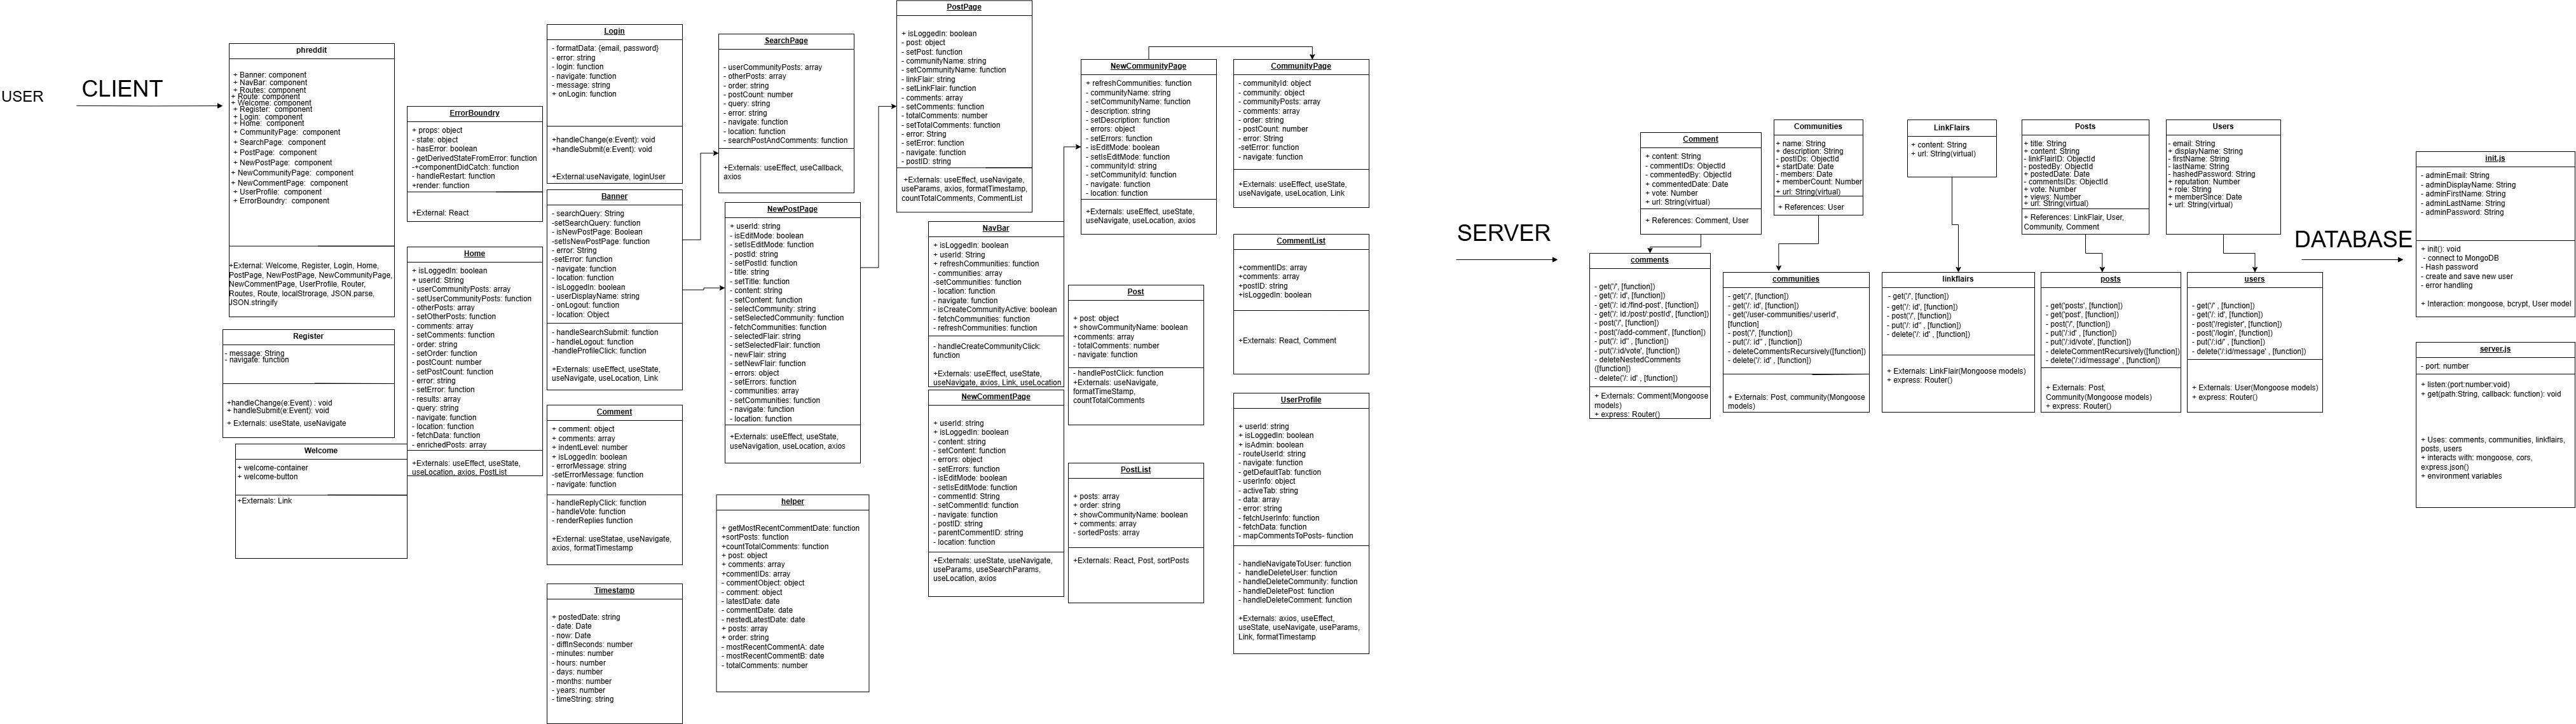 USER
CLIENT
phreddit
+ Banner: component
+ NavBar: component
+ Routes: component
+ Route: component
+ Welcome: component
+ Register:  component
+ Login:  component
+ Home:  component
+ CommunityPage:  component
+ SearchPage:  component
+ PostPage:  component
+ NewPostPage:  component
+ NewCommunityPage:  component
+ NewCommentPage:  component
+ UserProfile:  component
+ ErrorBoundry:  component
+External: Welcome, Register, Login, Home,
PostPage, NewPostPage, NewCommunityPage,
NewCommentPage, UserProfile, Router,
Routes, Route, localStorage, JSON.parse,
JSON.stringify
Register
- message: String
- navigate: function
+handleChange(e:Event) : void
+ handleSubmit(e:Event): void
+ Externals: useState, useNavigate
Welcome
+ welcome-container
+ welcome-button
+Externals: Link
ErrorBoundry
+ props: object
- state: object
- hasError: boolean
- getDerivedStateFromError: function
-+componentDidCatch: function
- handleRestart: function
+render: function
+External: React
Home
+ isLoggedIn: boolean
+ userId: string
- userCommunityPosts: array
- setUserCommunityPosts: function
- otherPosts: array
- setOtherPosts: function
- comments: array
- setComments: function
- order: string
- setOrder: function
- postCount: number
- setPostCount: function
- error: string
- setError: function
- results: array
- query: string
- navigate: function
- location: function
- fetchData: function
- enrichedPosts: array
+Externals: useEffect, useState,
useLocation, axios, PostList
Login
- formatData: {email, password}
- error: string
- login: function
- navigate: function
- message: string
+ onLogin: function
+handleChange(e:Event): void
+handleSubmit(e:Event): void
+External:useNavigate, loginUser
Banner
- searchQuery: String
-setSearchQuery: function
- isNewPostPage: Boolean
-setIsNewPostPage: function
- error: String
-setError: function
- navigate: function
- location: function
- isLoggedIn: boolean
- userDisplayName: string
- onLogout: function
- location: Object
- handleSearchSubmit: function
- handleLogout: function
-handleProfileClick: function
+Externals: useEffect, useState,
useNavigate, useLocation, Link
Comment
+ comment: object
+ comments: array
+ indentLevel: number
+ isLoggedIn: boolean
- errorMessage: string
-setErrorMessage: function
- navigate: function
- handleReplyClick: function
- handleVote: function
- renderReplies function
+External: useStatae, useNavigate,
axios, formatTimestamp
Timestamp
+ postedDate: string
- date: Date
- now: Date
- diffInSeconds: number
- minutes: number
- hours: number
- days: number
- months: number
- years: number
- timeString: string
SearchPage
- userCommunityPosts: array
- otherPosts: array
- order: string
- postCount: number
- query: string
- error: string
- navigate: function
- location: function
- searchPostAndComments: function
+Externals: useEffect, useCallback,
axios
NewPostPage
+ userId: string
- isEditMode: boolean
- setIsEditMode: function
- postId: string
- setPostId: function
- title: string
- setTitle: function
- content: string
- setContent: function
- selectCommunity: string
- setSelectedCommunity: function
- fetchCommunities: function
- selectedFlair: string
- setSelectedFlair: function
- newFlair: string
- setNewFlair: function
- errors: object
- setErrors: function
- communities: array
- setCommunities: function
- navigate: function
- location: function
+Externals: useEffect, useState,
useNavigation, useLocation, axios
helper
+ getMostRecentCommentDate: function
+sortPosts: function
+countTotalComments: function
+ post: object
+ comments: array
+commentIDs: array
- commentObject: object
- comment: object
- latestDate: date
- commentDate: date
- nestedLatestDate: date
+ posts: array
+ order: string
- mostRecentCommentA: date
- mostRecentCommentB: date
- totalComments: number
PostPage
+ isLoggedIn: boolean
- post: object
- setPost: function
- communityName: string
- setCommunityName: function
- linkFlair: string
- setLinkFlair: function
- comments: array
- setComments: function
- totalComments: number
- setTotalComments: function
- error: String
- setError: function
- navigate: function
- postID: string
+Externals: useEffect, useNavigate,
useParams, axios, formatTimestamp,
countTotalComments, CommentList
NavBar
+ isLoggedIn: boolean
+ userId: String
+ refreshCommunities: function
- communities: array
-setCommunities: function
- location: function
- navigate: function
- isCreateCommunityActive: boolean
- fetchCommunities: function
- refreshCommunities: function
- handleCreateCommunityClick:
function
+Externals: useEffect, useState,
useNavigate, axios, Link, useLocation
NewCommentPage
+ userId: string
+ isLoggedIn: boolean
- content: string
- setContent: function
- errors: object
- setErrors: function
- isEditMode: boolean
- setIsEditMode: function
- commentId: String
- setCommentId: function
- navigate: function
- postID: string
- parentCommentID: string
- location: function
+Externals: useState, useNavigate,
useParams, useSearchParams,
useLocation, axios
NewCommunityPage
+ refreshCommunities: function
- communityName: string
- setCommunityName: function
- description: string
- setDescription: function
- errors: object
- setErrors: function
- isEditMode: boolean
- setIsEditMode: function
- communityId: string
- setCommunityId: function
- navigate: function
- location: function
+Externals: useEffect, useState,
useNavigate, useLocation, axios
Post
+ post: object
+ showCommunityName: boolean
+comments: array
- totalComments: number
- navigate: function
- handlePostClick: function
+Externals: useNavigate,
formatTimeStamp,
countTotalComments
PostList
+ posts: array
+ order: string
+ showCommunityName: boolean
+ comments: array
- sortedPosts: array
+Externals: React, Post, sortPosts
CommunityPage
- communityId: object
- community: object
- communityPosts: array
- comments: array
- order: string
- postCount: number
- error: String
-setError: function
- navigate: function
+Externals: useEffect, useState,
useNavigate, useLocation, Link
CommentList
+commentIDs: array
+comments: array
+postID: string
+isLoggedIn: boolean
+Externals: React, Comment
UserProfile
+ userId: string
+ isLoggedIn: boolean
+ isAdmin: boolean
- routeUserId: string
- navigate: function
- getDefaultTab: function
- userInfo: object
- activeTab: string
- data: array
- error: string
- fetchUserInfo: function
- fetchData: function
- mapCommentsToPosts- function
- handleNavigateToUser: function
-  handleDeleteUser: function
- handleDeleteCommunity: function
- handleDeletePost: function
- handleDeleteComment: function
+Externals: axios, useEffect,
useState, useNavigate, useParams,
Link, formatTimestamp
SERVER
Comment
+ content: String
- commentIDs: ObjectId
- commentedBy: ObjectId
+ commentedDate: Date
+ vote: Number
+ url: String(virtual)
+ References: Comment, User
comments
- get('/', [function])
- get('/: id', [function])
- get('/: id:/find-post', [function])
- get('/: id:/post/:postId', [function])
- post('/', [function])
- post('/add-comment', [function])
- put('/: id'' , [function])
- put('/:id/vote', [function])
- deleteNestedComments
([function])
- delete('/: id' , [function])
+ Externals: Comment(Mongoose
models)
+ express: Router()
Communities
+ name: String
+ description: String
- postIDs: ObjectId
+ startDate: Date
- members: Date
+ memberCount: Number
+ url: String(virtual)
+ References: User
communities
- get('/', [function])
- get('/: id', [function])
- get('/user-communities/:userId',
[function]
- post('/', [function])
- put('/: id'' , [function])
- deleteCommentsRecursively([function])
- delete('/: id' , [function])
+ Externals: Post, community(Mongoose
models)
LinkFlairs
+ content: String
+ url: String(virtual)
linkflairs
- get('/', [function])
- get('/: id', [function])
- post('/', [function])
- put('/: id'' , [function])
- delete('/: id' , [function])
+ Externals: LinkFlair(Mongoose models)
+ express: Router()
Posts
+ title: String
+ content: String
- linkFlairID: ObjectId
- postedBy: ObjectId
+ postedDate: Date
- commentsIDs: ObjectId
+ vote: Number
+ views: Number
+ url: String(virtual)
+ References: LinkFlair, User,
Community, Comment
posts
- get('posts', [function])
- get('post', [function])
- post('/', [function])
- put('/:id' , [function])
- put('/:id/vote' , [function])
- deleteCommentRecursively([function])
- delete('/:id/message' , [function])
+ Externals: Post,
Community(Mongoose models)
+ express: Router()
Users
- email: String
+ displayName: String
- firstName: String
- lastName: String
- hashedPassword: String
+ reputation: Number
+ role: String
+ memberSince: Date
+ url: String(virtual)
users
- get('/' , [function])
- get('/: id', [function])
- post('/register', [function])
- post('/login', [function])
- put('/:id/' , [function])
- delete('/:id/message' , [function])
+ Externals: User(Mongoose models)
+ express: Router()
DATABASE
init.js
- adminEmail: String
- adminDisplayName: String
- adminFirstName: String
- adminLastName: String
- adminPassword: String
+ init(): void
- connect to MongoDB
- Hash password
- create and save new user
- error handling
+ Interaction: mongoose, bcrypt, User model
server.js
- port: number
+ listen:(port:number:void)
+ get(path:String, callback: function): void
+ Uses: comments, communities, linkflairs,
posts, users
+ interacts with: mongoose, cors,
express.json()
+ environment variables